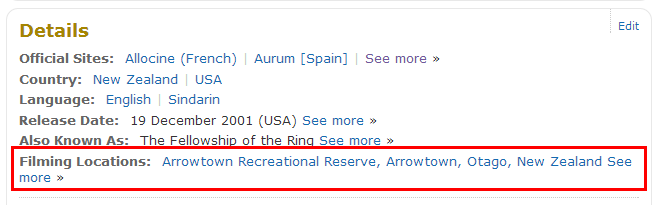 Details
Edit
Official Sites: Allocine (French) | Aurum [Spain] | See more »
Country: New Zealand | USA
Language: English | Sindarin
Release Date: 19 December 2001 (USA) See more »
Also Known As: The Fellowship of the Ring See more »
Filming Locations: Arrowtown Recreational Reserve, Arrowtown, Otago, New Zealand See
more »